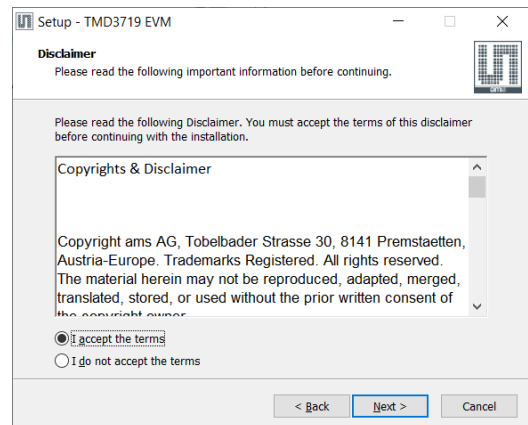 Setup - TMD3719 EVM
Disclaimer
Please read the following important information before continuing.
amu
Please read the following Disclaimer. You must accept the terms of this disclaimer
before continuing with the installation.
Copyrights & Disclaimer
Copyright ams AG, Tobelbader Strasse 30, 8141 Premstaetten,
Austria-Europe. Trademarks Registered. All rights reserved.
The material herein may not be reproduced, adapted, merged,
translated, stored, or used without the prior written consent of
the copyright owner.
I accept the terms
I do not accept the terms
< Back
Next >
Cancel